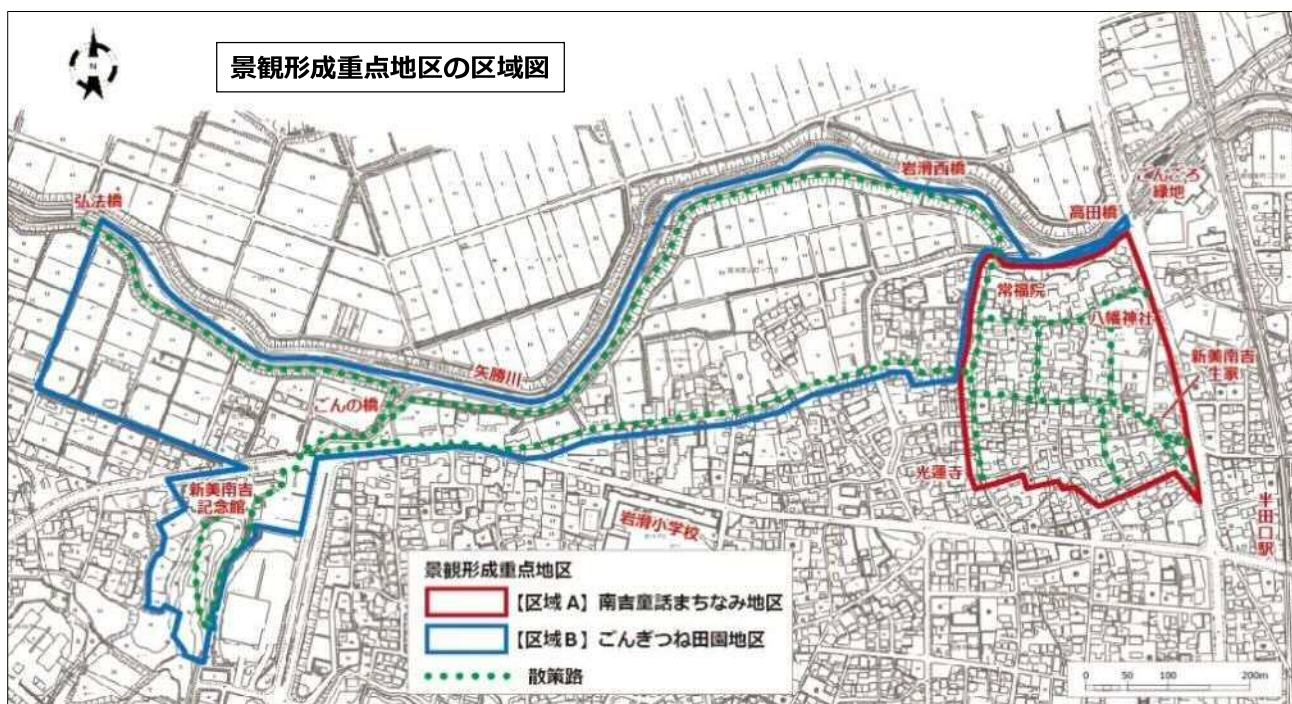 景観形成重点地区の区域図
N
弘法橋
岩滑西橋
ごんごろ
緑地
高田橋
常福院
八幡神社
新美南吉
生家
矢勝川
ごんの橋
光蓮寺
新美南吉
記念館
岩滑小学校
半田口駅
景観形成重点地区
【区域A】南吉童話まちなみ地区
【区域B】ごんぎつね田園地区
散策路
0 50 100 200m